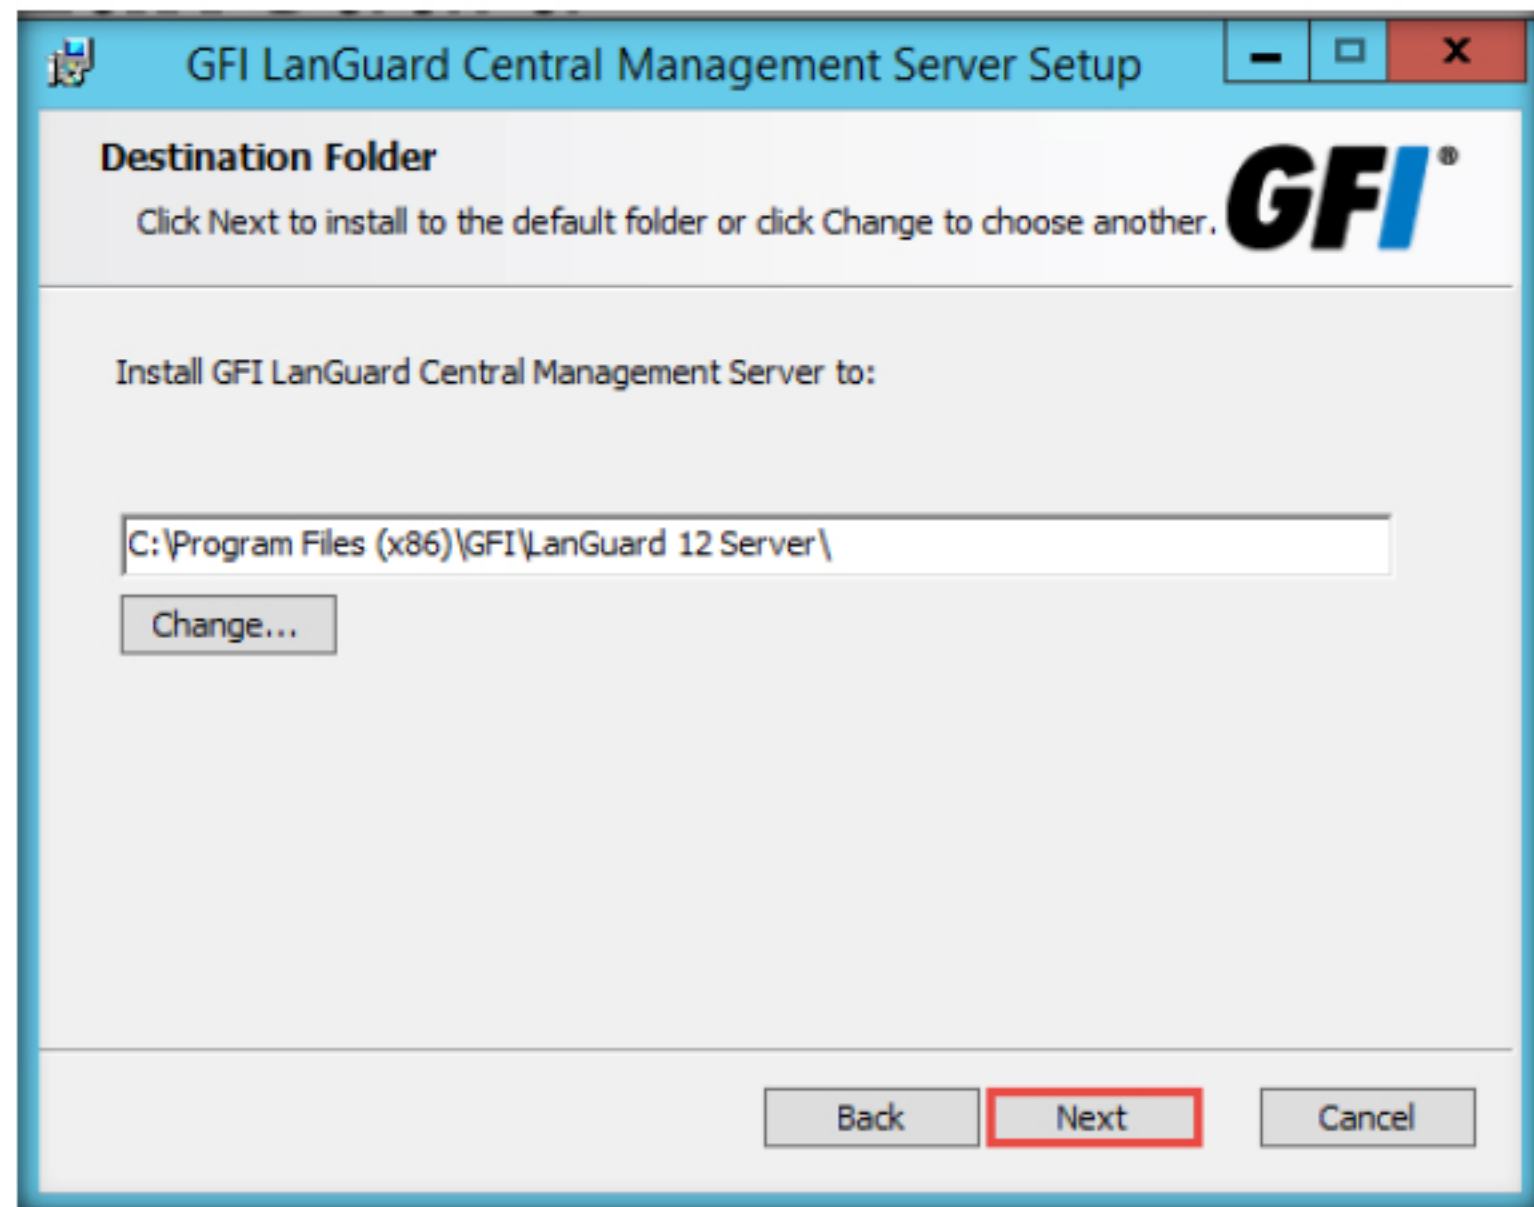 GFI LanGuard Central Management Server Setup
Destination Folder
Click Next to install to the default folder or click Change to choose another.
GFI®
Install GFI LanGuard Central Management Server to:
C:\Program Files (x86)\GFI\LanGuard 12 Server\
Change...
Back Next Cancel